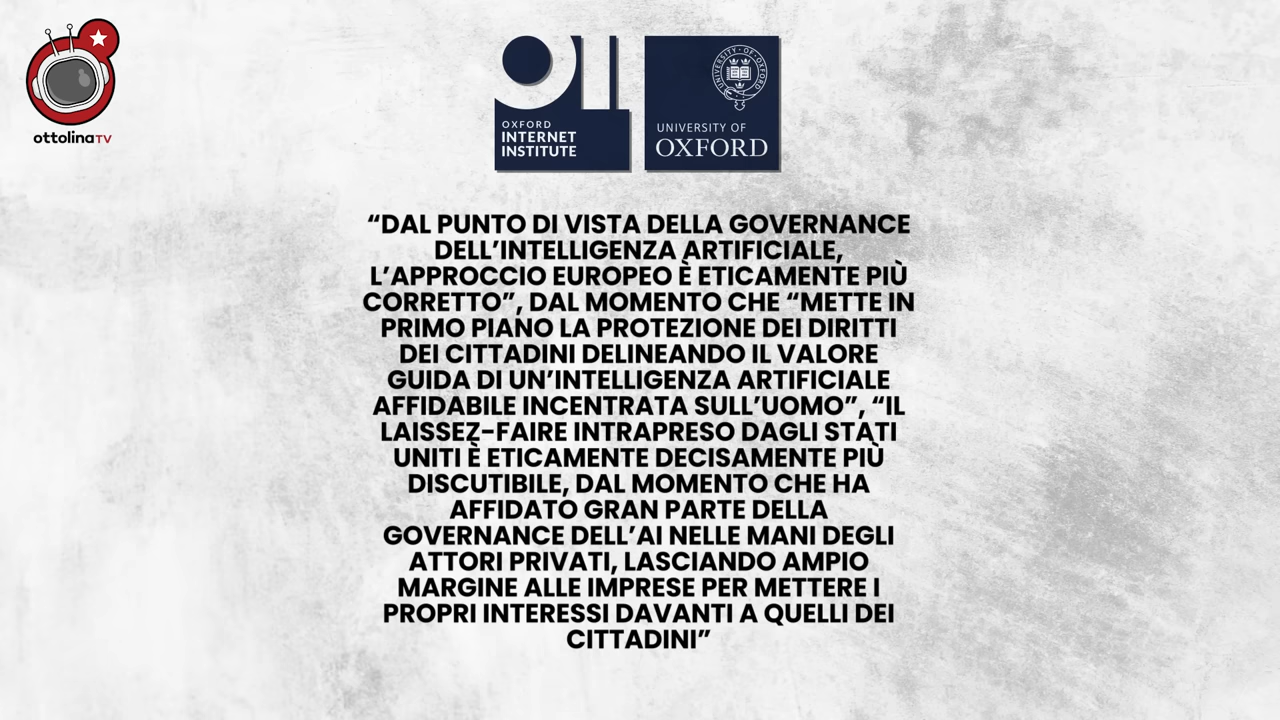 ottolinaTV
OXFORD
INTERNET
INSTITUTE
UNIVERSITY OF OXFORD
UNIVERSITY OF
OXFORD
“DAL PUNTO DI VISTA DELLA GOVERNANCE
DELL’INTELLIGENZA ARTIFICIALE,
L’APPROCCIO EUROPEO È ETICAMENTE PIÙ
CORRETTO”, DAL MOMENTO CHE “METTE IN
PRIMO PIANO LA PROTEZIONE DEI DIRITTI
DEI CITTADINI DELINEANDO IL VALORE
GUIDA DI UN’INTELLIGENZA ARTIFICIALE
AFFIDABILE INCENTRATA SULL’UOMO”, “IL
LAISSEZ-FAIRE INTRAPRESO DAGLI STATI
UNITI È ETICAMENTE DECISAMENTE PIÙ
DISCUTIBILE, DAL MOMENTO CHE HA
AFFIDATO GRAN PARTE DELLA
GOVERNANCE DELL’AI NELLE MANI DEGLI
ATTORI PRIVATI, LASCIANDO AMPIO
MARGINE ALLE IMPRESE PER METTERE I
PROPRI INTERESSI DAVANTI A QUELLI DEI
CITTADINI”